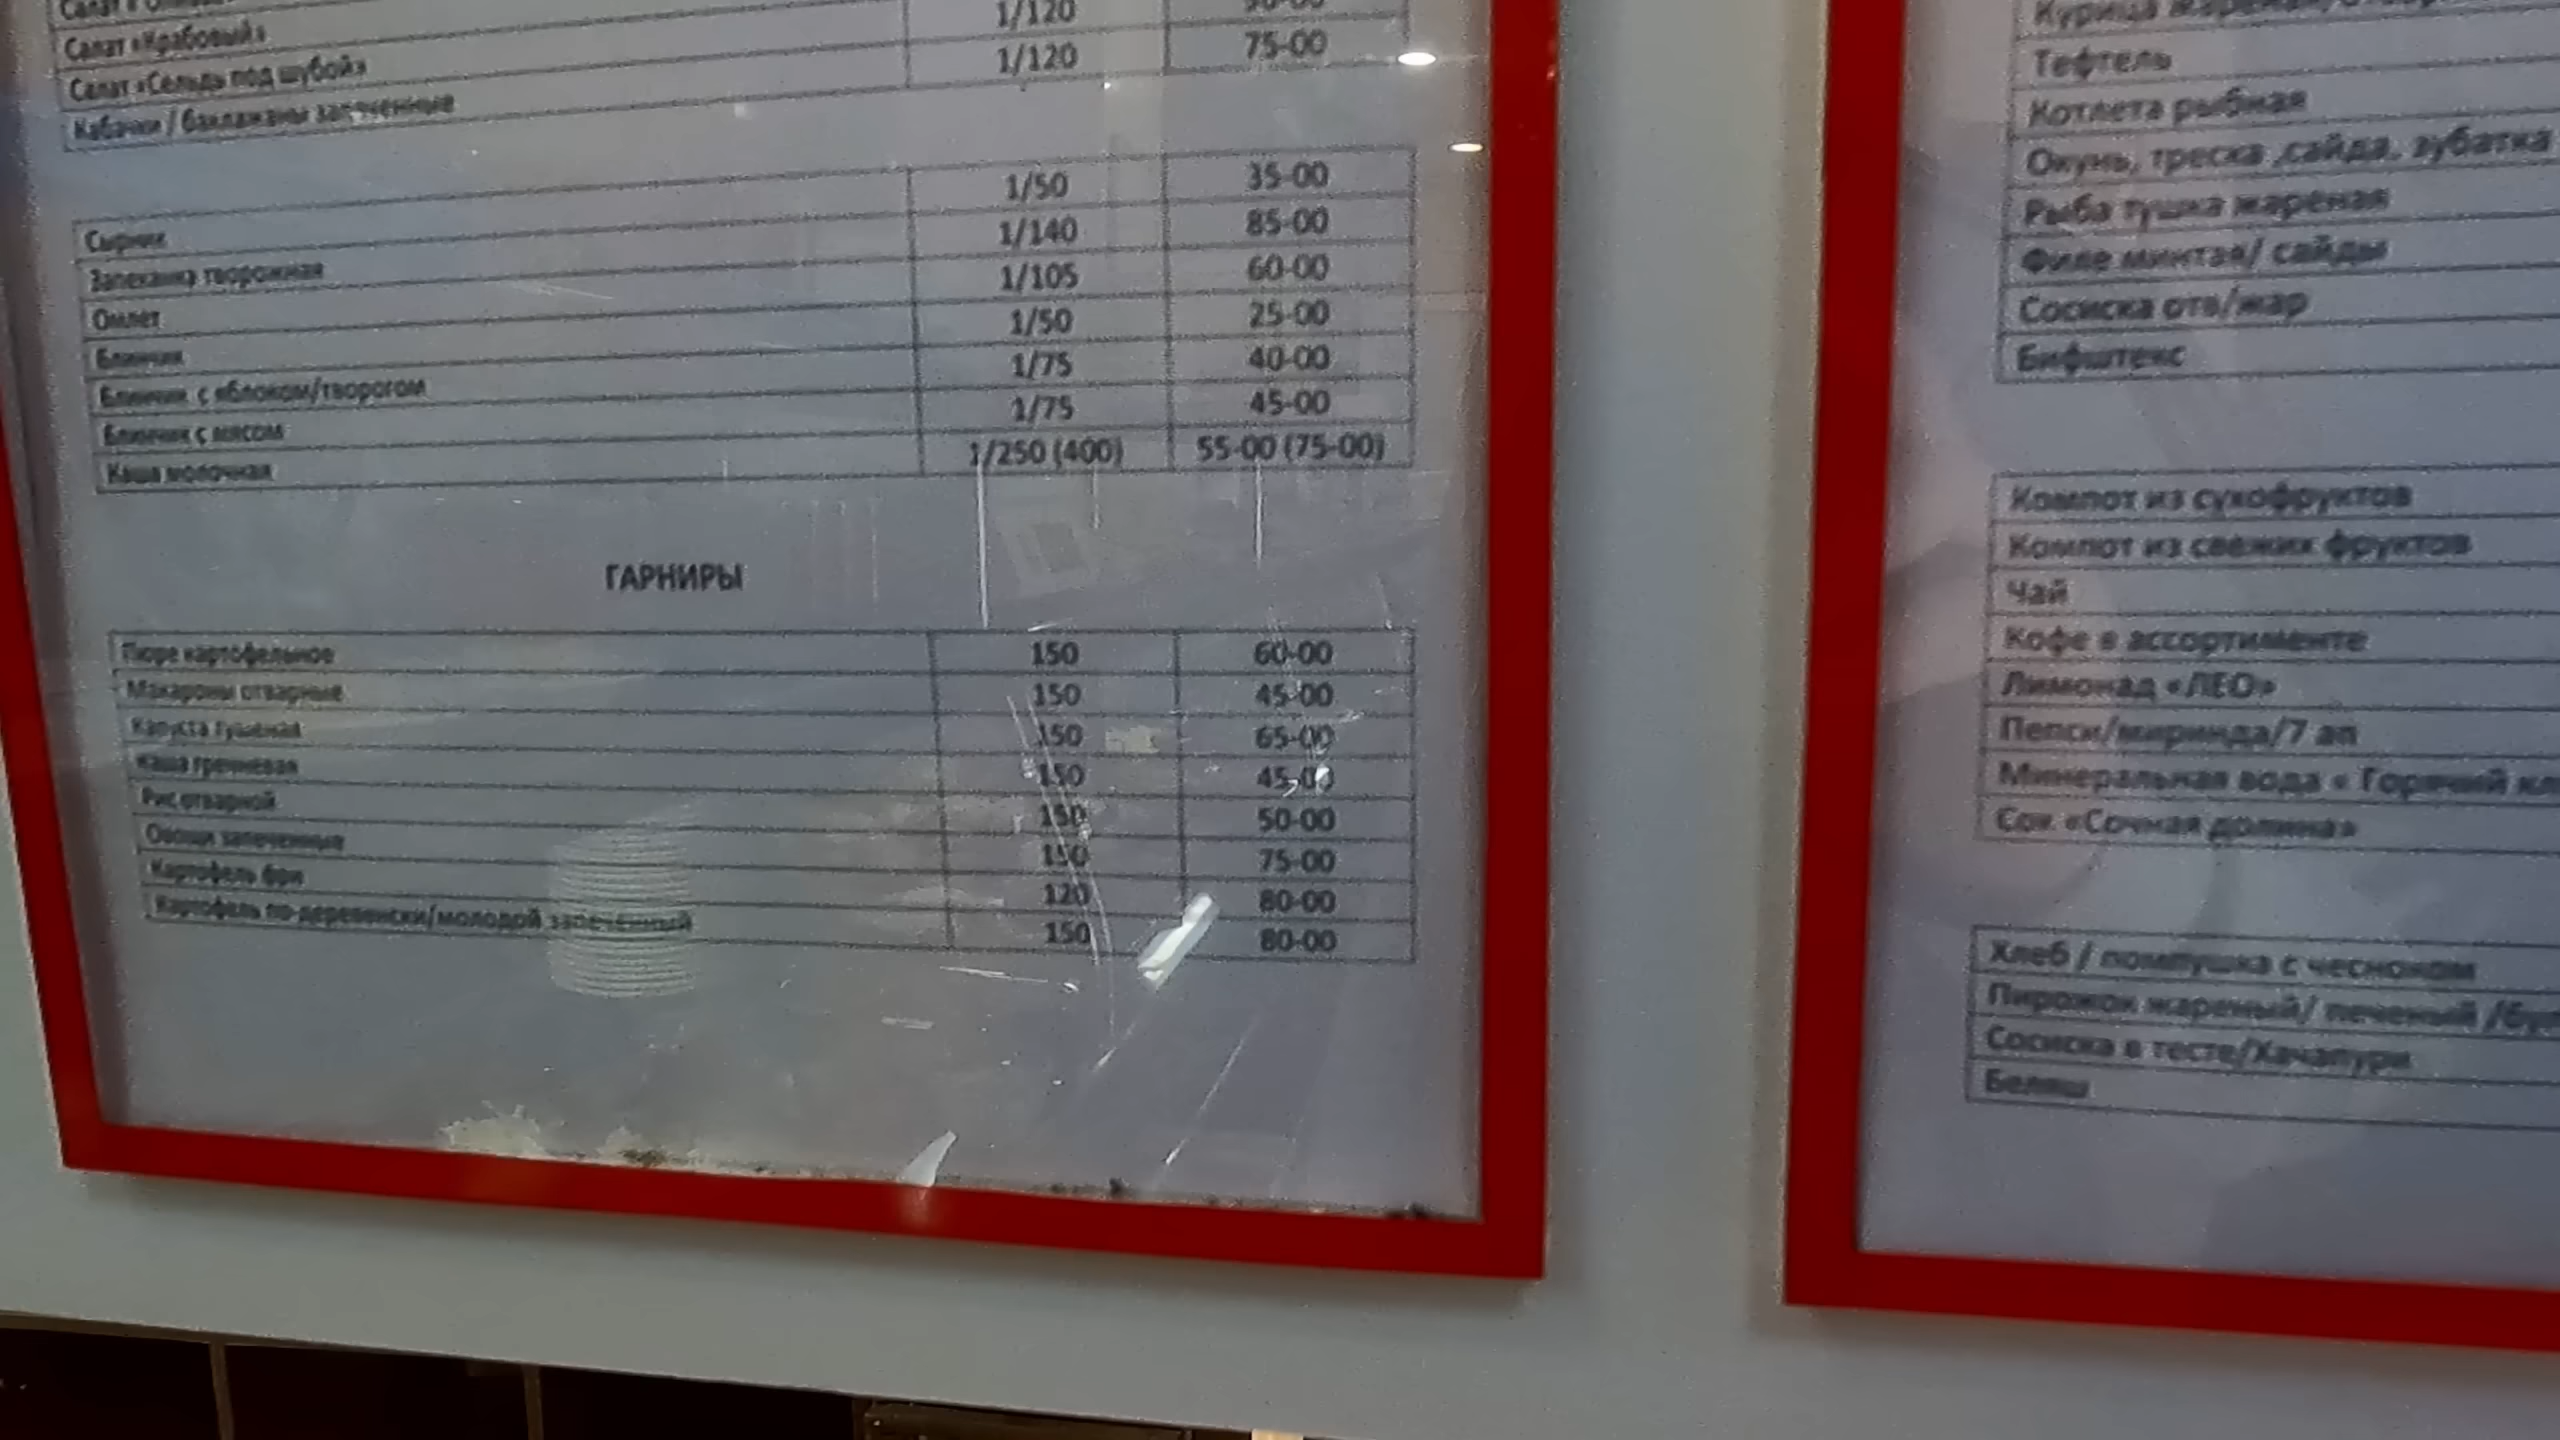 Салат «Крабовый» 1/120
Салат «Сельдь под шубой» 1/120 75-00
Кабачки / баклажаны запеченные
Сырник 1/50 35-00
Запеканка творожная 1/140 85-00
Омлет 1/105 60-00
Блинчик 1/50 25-00
Блинчик с яблоком/творогом 1/75 40-00
Блинчик с мясом 1/75 45-00
Каша молочная 1/250 (400) 55-00 (75-00)
ГАРНИРЫ
Пюре картофельное 150 60-00
Макароны отварные 150 45-00
Капуста тушеная 150 65-00
Каша гречневая 150 45-00
Рис отварной 150 50-00
Овощи запеченные 150 75-00
Картофель фри 120 80-00
Картофель по-деревенски/молодой запеченный 150 80-00
Курица жареная/
Тефтель
Котлета рыбная
Окунь, треска ,сайда, зубатка
Рыба тушка жареная
Филе минтая/ сайды
Сосиска отв/жар
Бифштекс
Компот из сухофруктов
Компот из свежих фруктов
Чай
Кофе в ассортименте
Лимонад «ЛЕО»
Пепси/миринда/7 ап
Минеральная вода « Горячий
Сок «Сочная долина»
Хлеб / помпушка с чесноком
Пирожок жареный/ печеный
Сосиска в тесте/Хачапури
Беляш